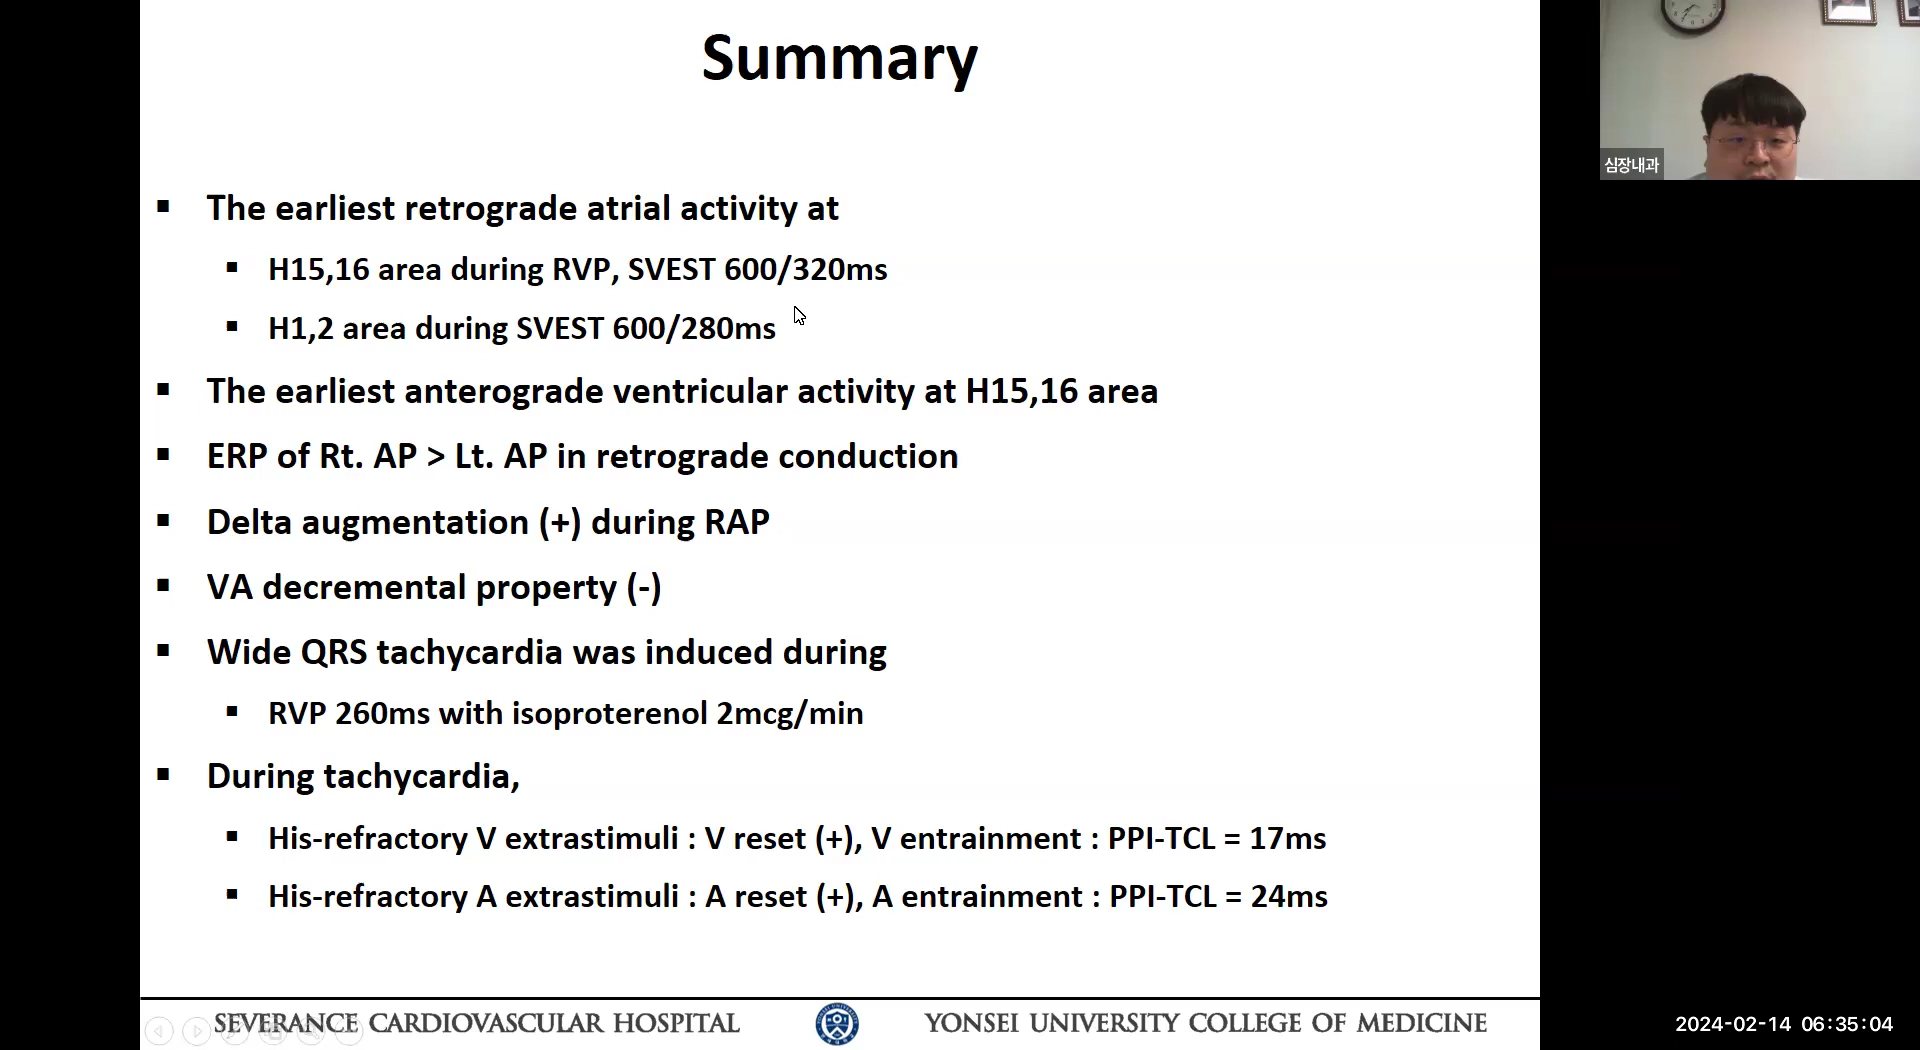 Summary
심장내과
▪ The earliest retrograde atrial activity at
▪ H15,16 area during RVP, SVEST 600/320ms
▪ H1,2 area during SVEST 600/280ms
▪ The earliest anterograde ventricular activity at H15,16 area
▪ ERP of Rt. AP > Lt. AP in retrograde conduction
▪ Delta augmentation (+) during RAP
▪ VA decremental property (-)
▪ Wide QRS tachycardia was induced during
▪ RVP 260ms with isoproterenol 2mcg/min
▪ During tachycardia,
▪ His-refractory V extrastimuli : V reset (+), V entrainment : PPI-TCL = 17ms
▪ His-refractory A extrastimuli : A reset (+), A entrainment : PPI-TCL = 24ms
SEVERANCE CARDIOVASCULAR HOSPITAL
YONSEI UNIVERSITY COLLEGE OF MEDICINE
2024-02-14 06:35:04